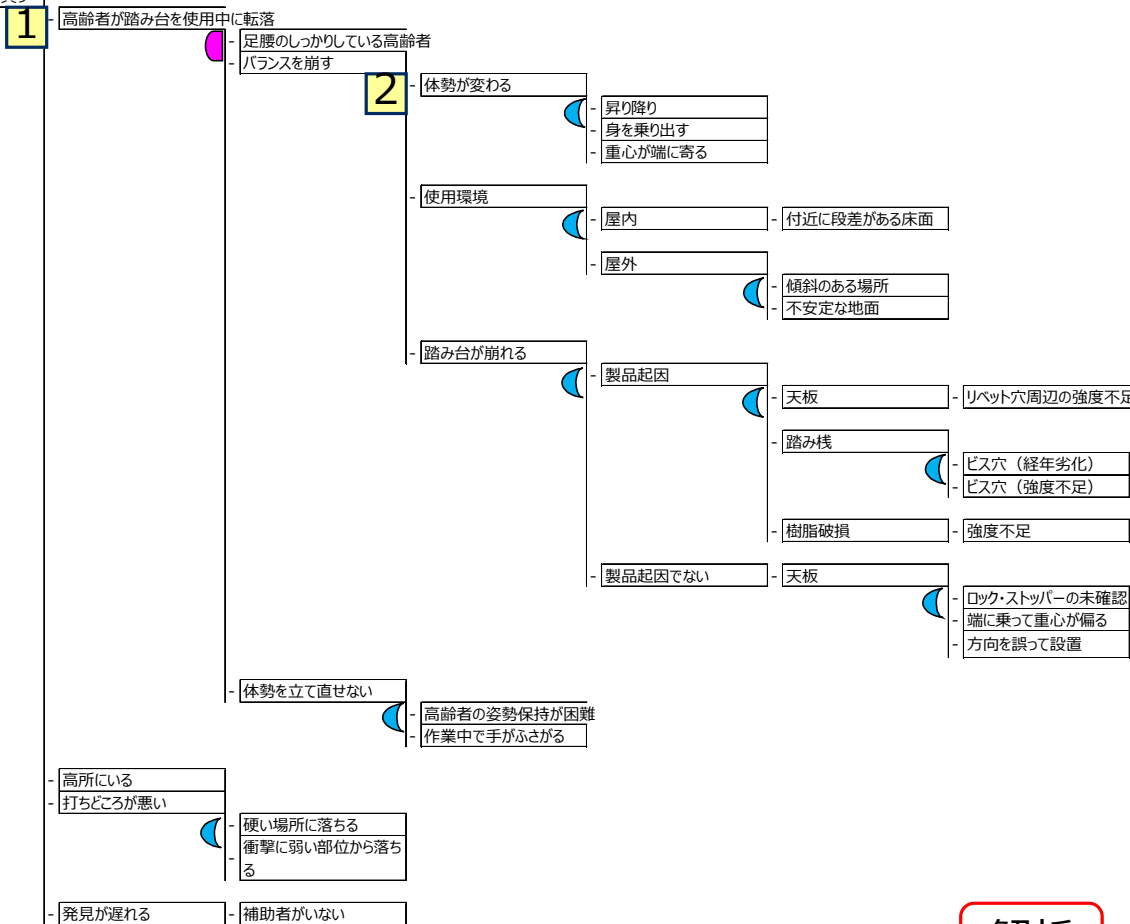 1
- 高齢者が踏み台を使用中に転落
- 足腰のしっかりしている高齢者
- バランスを崩す
2
- 体勢が変わる
- 昇り降り
- 身を乗り出す
- 重心が端に寄る
- 使用環境
- 屋内
- 付近に段差がある床面
- 屋外
- 傾斜のある場所
- 不安定な地面
- 踏み台が崩れる
- 製品起因
- 天板
- リベット穴周辺の強度不足
- 踏み桟
- ビス穴（経年劣化）
- ビス穴（強度不足）
- 樹脂破損
- 強度不足
- 製品起因でない
- 天板
- ロック・ストッパーの未確認
- 端に乗って重心が偏る
- 方向を誤って設置
- 体勢を立て直せない
- 高齢者の姿勢保持が困難
- 作業中で手がふさがる
- 高所にいる
- 打ちどころが悪い
- 硬い場所に落ちる
- 衝撃に弱い部位から落ち
る
- 発見が遅れる
- 補助者がいない